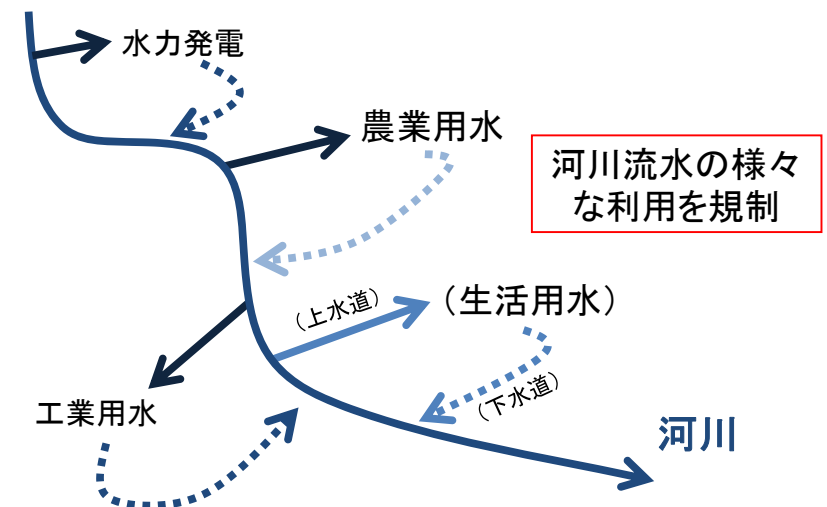 水力発電
農業用水
河川流水の様々
な利用を規制
（上水道）
（生活用水）
（下水道）
工業用水
河川